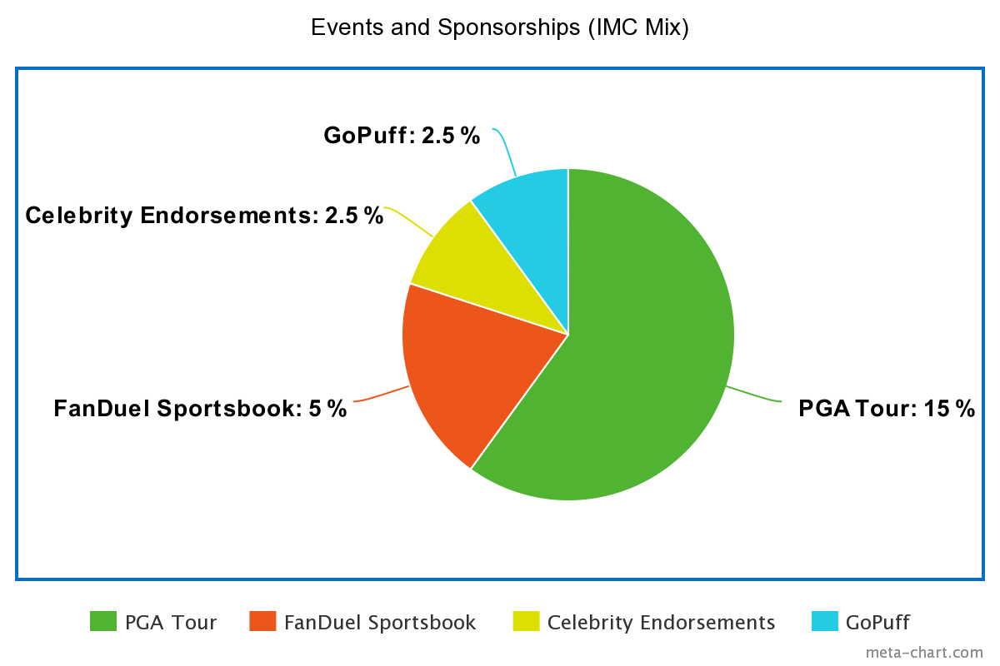 Events and Sponsorships (IMC Mix)
GoPuff: 2.5 %
Celebrity Endorsements: 2.5 %
FanDuel Sportsbook: 5 %
PGA Tour: 15 %
PGA Tour
FanDuel Sportsbook
Celebrity Endorsements
GoPuff
meta-chart.com